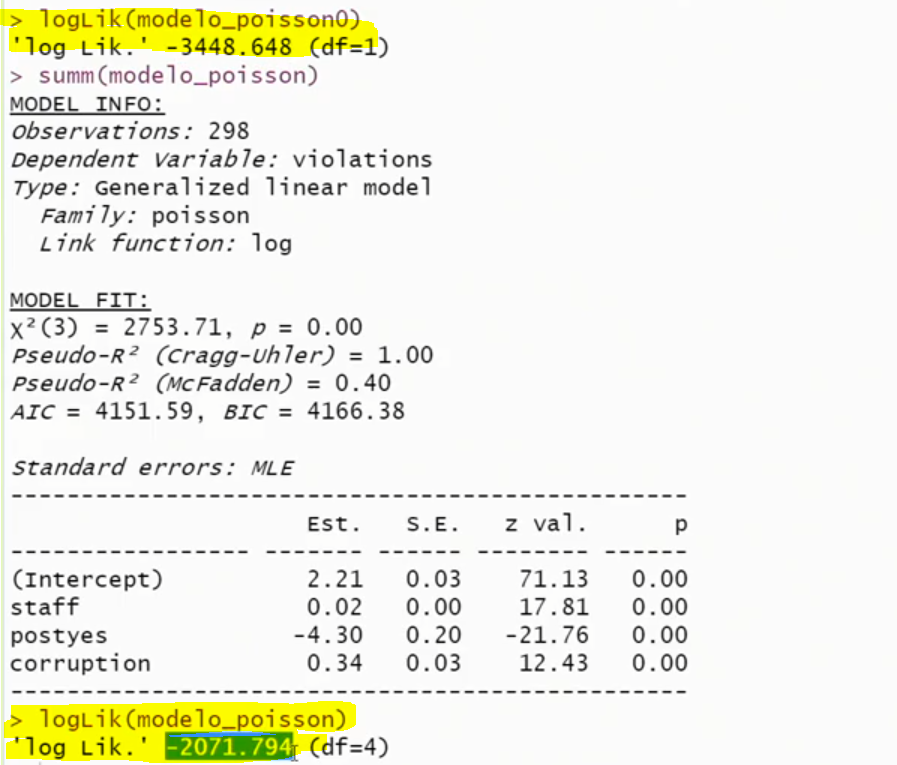 > logLik(modelo_poisson0)
'log Lik.' -3448.648 (df=1)
> summ(modelo_poisson)
MODEL INFO:
Observations: 298
Dependent Variable: violations
Type: Generalized linear model
  Family: poisson
  Link function: log

MODEL FIT:
χ²(3) = 2753.71, p = 0.00
Pseudo-R² (Cragg-Uhler) = 1.00
Pseudo-R² (McFadden) = 0.40
AIC = 4151.59, BIC = 4166.38

Standard errors: MLE
-------------------------------------------------
                    Est.   S.E.   z val.      p
----------------- ------- ------ -------- ------
(Intercept)         2.21   0.03    71.13   0.00
staff               0.02   0.00    17.81   0.00
postyes            -4.30   0.20   -21.76   0.00
corruption          0.34   0.03    12.43   0.00
-------------------------------------------------
> logLik(modelo_poisson)
'log Lik.' -2071.794 (df=4)